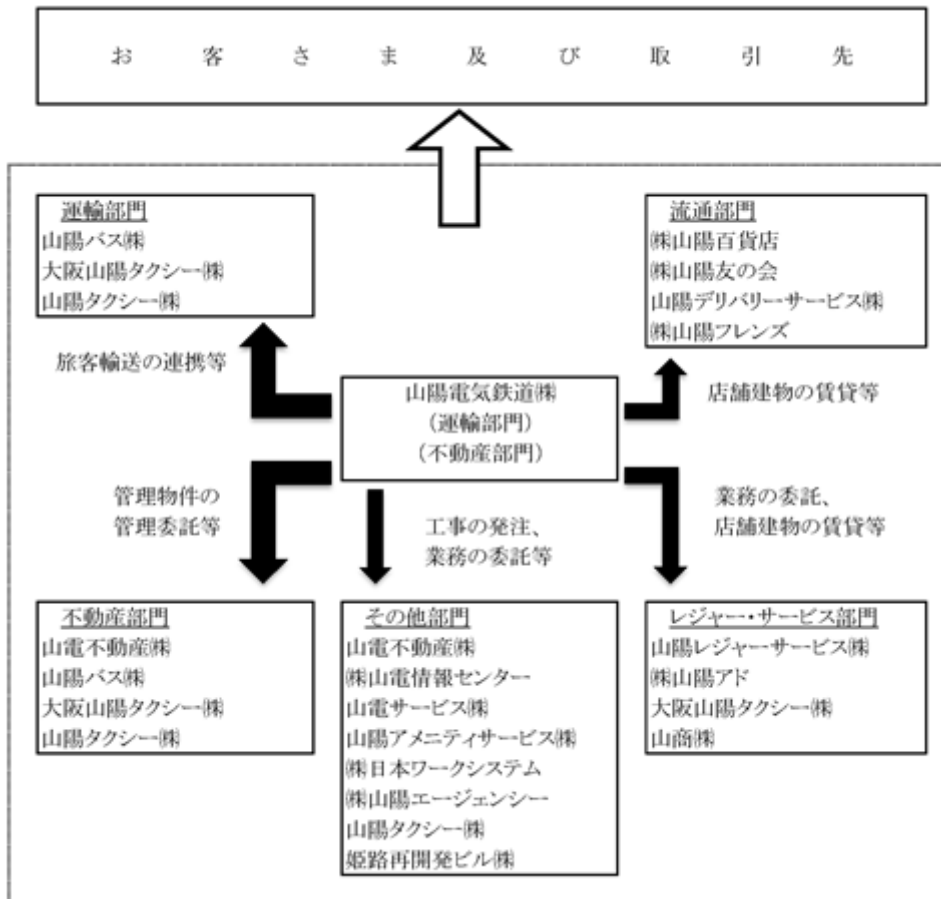 お客さま及び取引先
運輸部門
山陽バス㈱
大阪山陽タクシー㈱
山陽タクシー㈱
流通部門
㈱山陽百貨店
㈱山陽友の会
山陽デリバリーサービス㈱
㈱山陽フレンズ
旅客輸送の連携等
山陽電気鉄道㈱
（運輸部門）
（不動産部門）
店舗建物の賃貸等
管理物件の
管理委託等
工事の発注、
業務の委託等
業務の委託、
店舗建物の賃貸等
不動産部門
山電不動産㈱
山陽バス㈱
大阪山陽タクシー㈱
山陽タクシー㈱
その他部門
山電不動産㈱
㈱山電情報センター
山電サービス㈱
山陽アメニティサービス㈱
㈱日本ワークシステム
㈱山陽エージェンシー
山陽タクシー㈱
姫路再開発ビル㈱
レジャー・サービス部門
山陽レジャーサービス㈱
㈱山陽アド
大阪山陽タクシー㈱
山商㈱